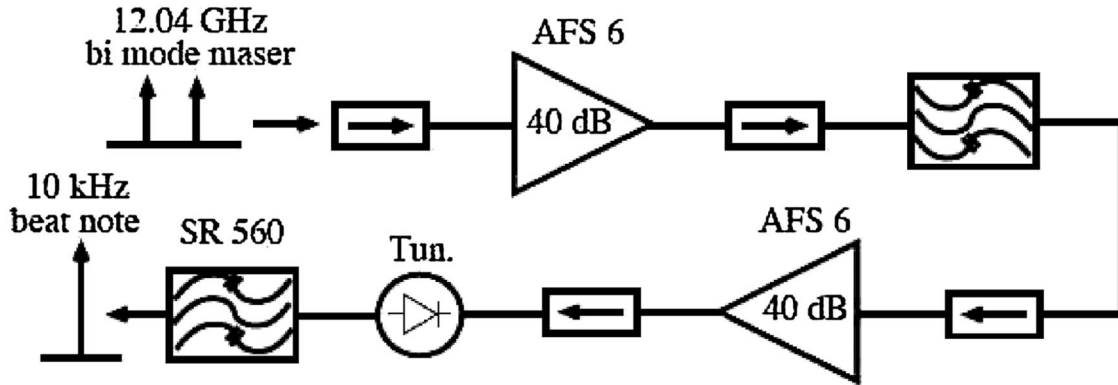 12.04 GHz
bi mode maser
AFS 6
40 dB
10 kHz
beat note
SR 560
Tun.
AFS 6
40 dB